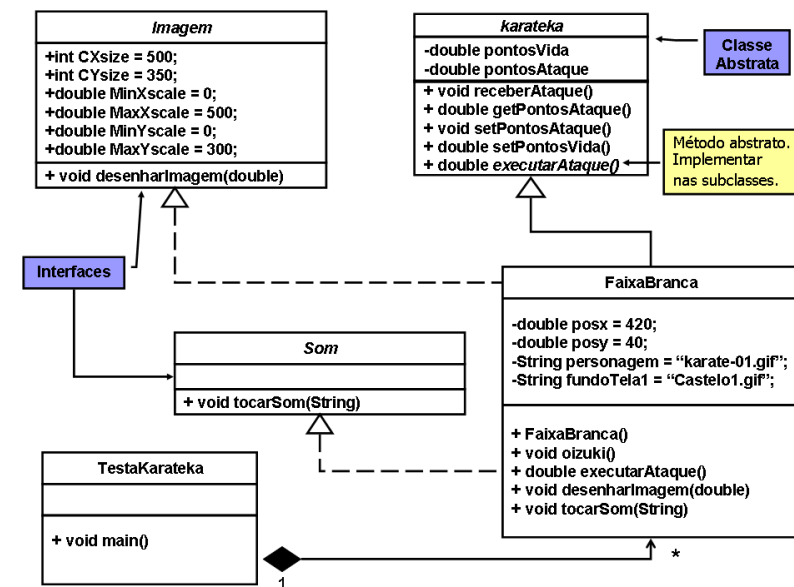 Imagem
+int CXsize = 500;
+int CYsize = 350;
+double MinXscale = 0;
+double MaxXscale = 500;
+double MinYscale = 0;
+double MaxYscale = 300;
+ void desenharImagem(double)
karateka
-double pontosVida
-double pontosAtaque
+ void receberAtaque()
+ double getPontosAtaque()
+ void setPontosAtaque()
+ double setPontosVida()
+ double executarAtaque()
Classe
Abstrata
Método abstrato.
Implementar
nas subclasses.
Interfaces
FaixaBranca
-double posx = 420;
-double posy = 40;
-String personagem = “karate-01.gif”;
-String fundoTela1 = “Castelo1.gif”;
+ FaixaBranca()
+ void oizuki()
+ double executarAtaque()
+ void desenharImagem(double)
+ void tocarSom(String)
Som
+ void tocarSom(String)
TestaKarateka
+ void main()
1
*